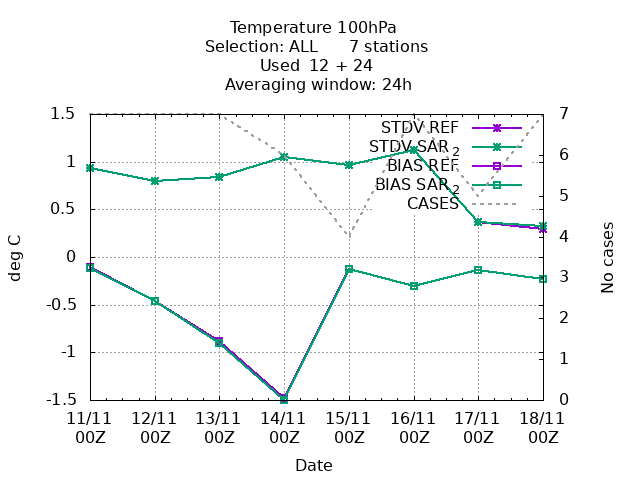 Temperature 100hPa
Selection: ALL      7 stations
Used  12 + 24
Averaging window: 24h
1.5
1
0.5
0
-0.5
-1
-1.5
deg C
7
6
5
4
3
2
1
0
No cases
STDV REF
STDV SAR_2
BIAS REF
BIAS SAR_2
CASES
11/11 12/11 13/11 14/11 15/11 16/11 17/11 18/11
00Z 00Z 00Z 00Z 00Z 00Z 00Z 00Z
Date